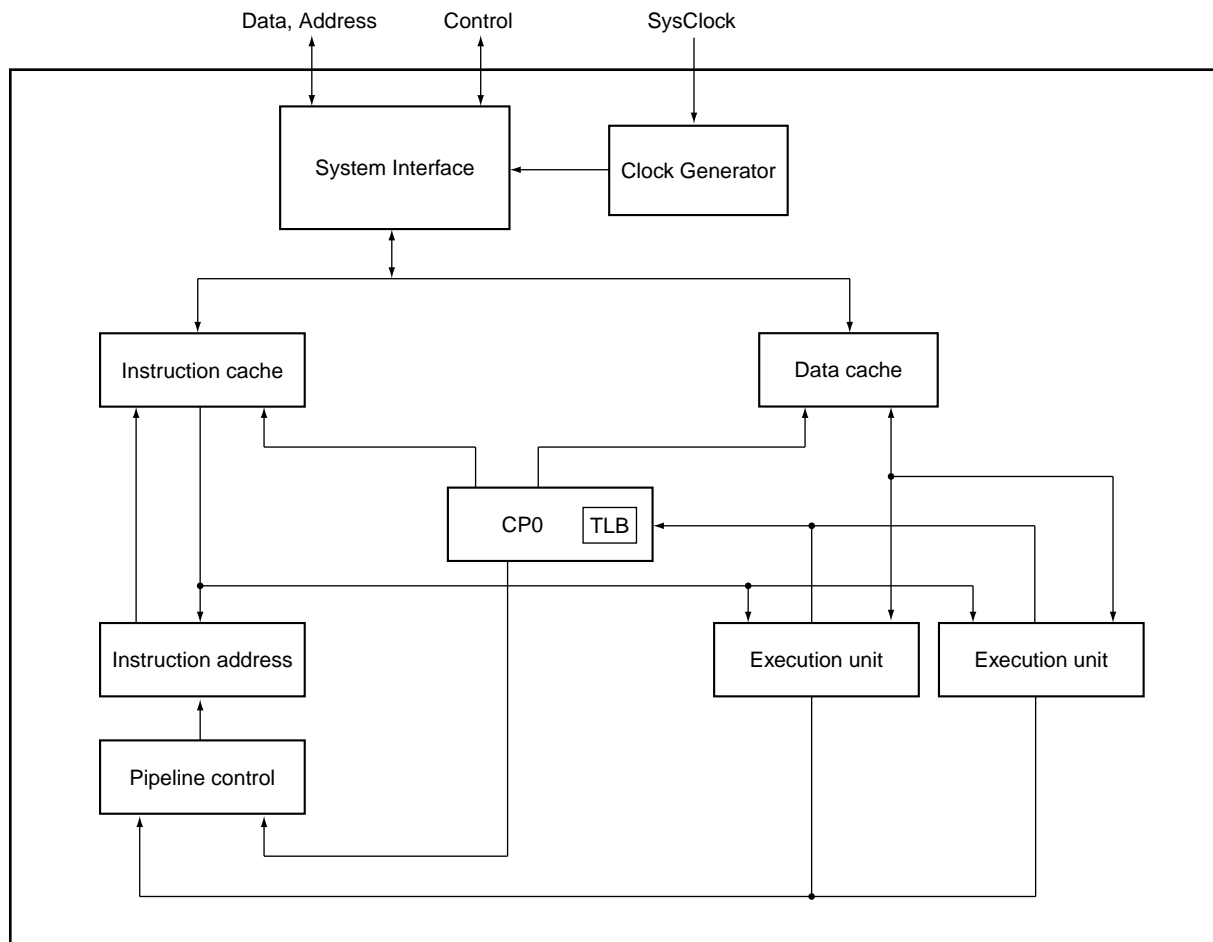 Data, Address
Control
SysClock
System Interface
Clock Generator
Instruction cache
Data cache
CP0
TLB
Instruction address
Execution unit
Execution unit
Pipeline control